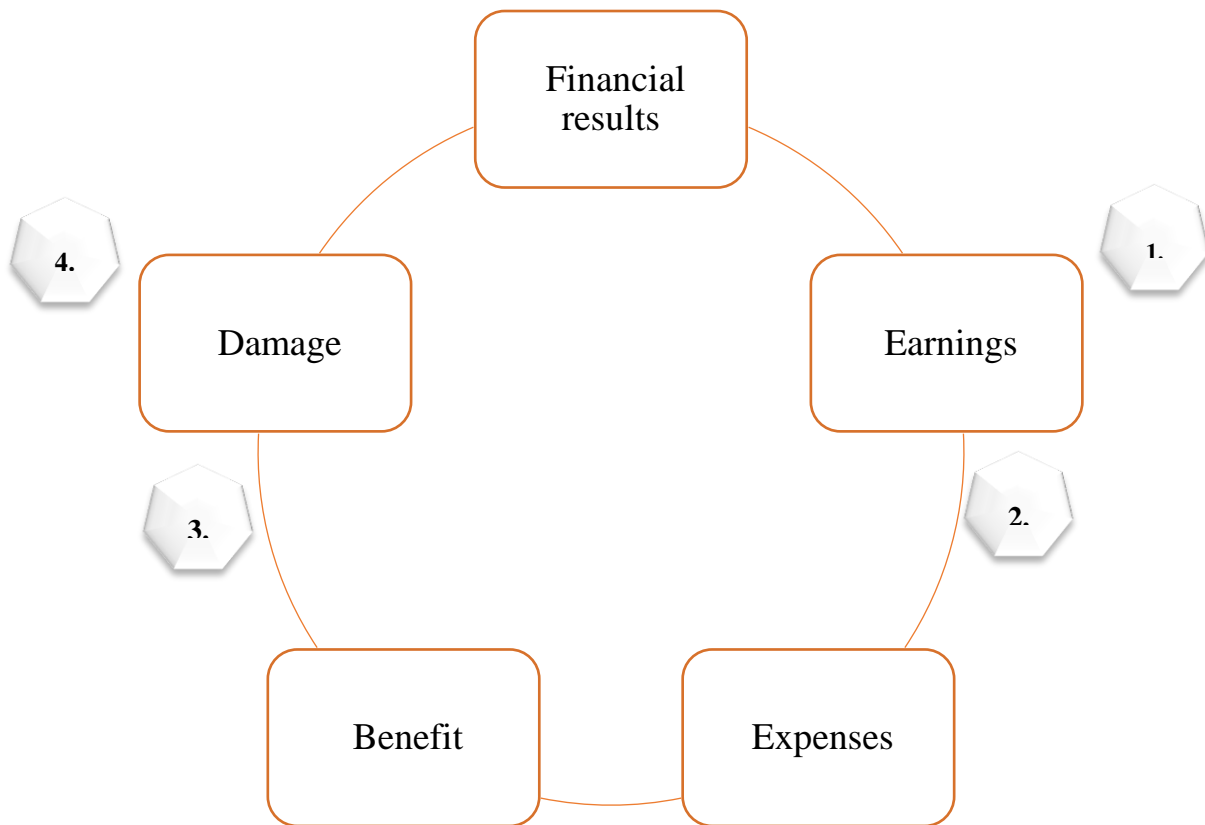 Financial
results
1.
Earnings
2.
Expenses
Benefit
3.
Damage
4.